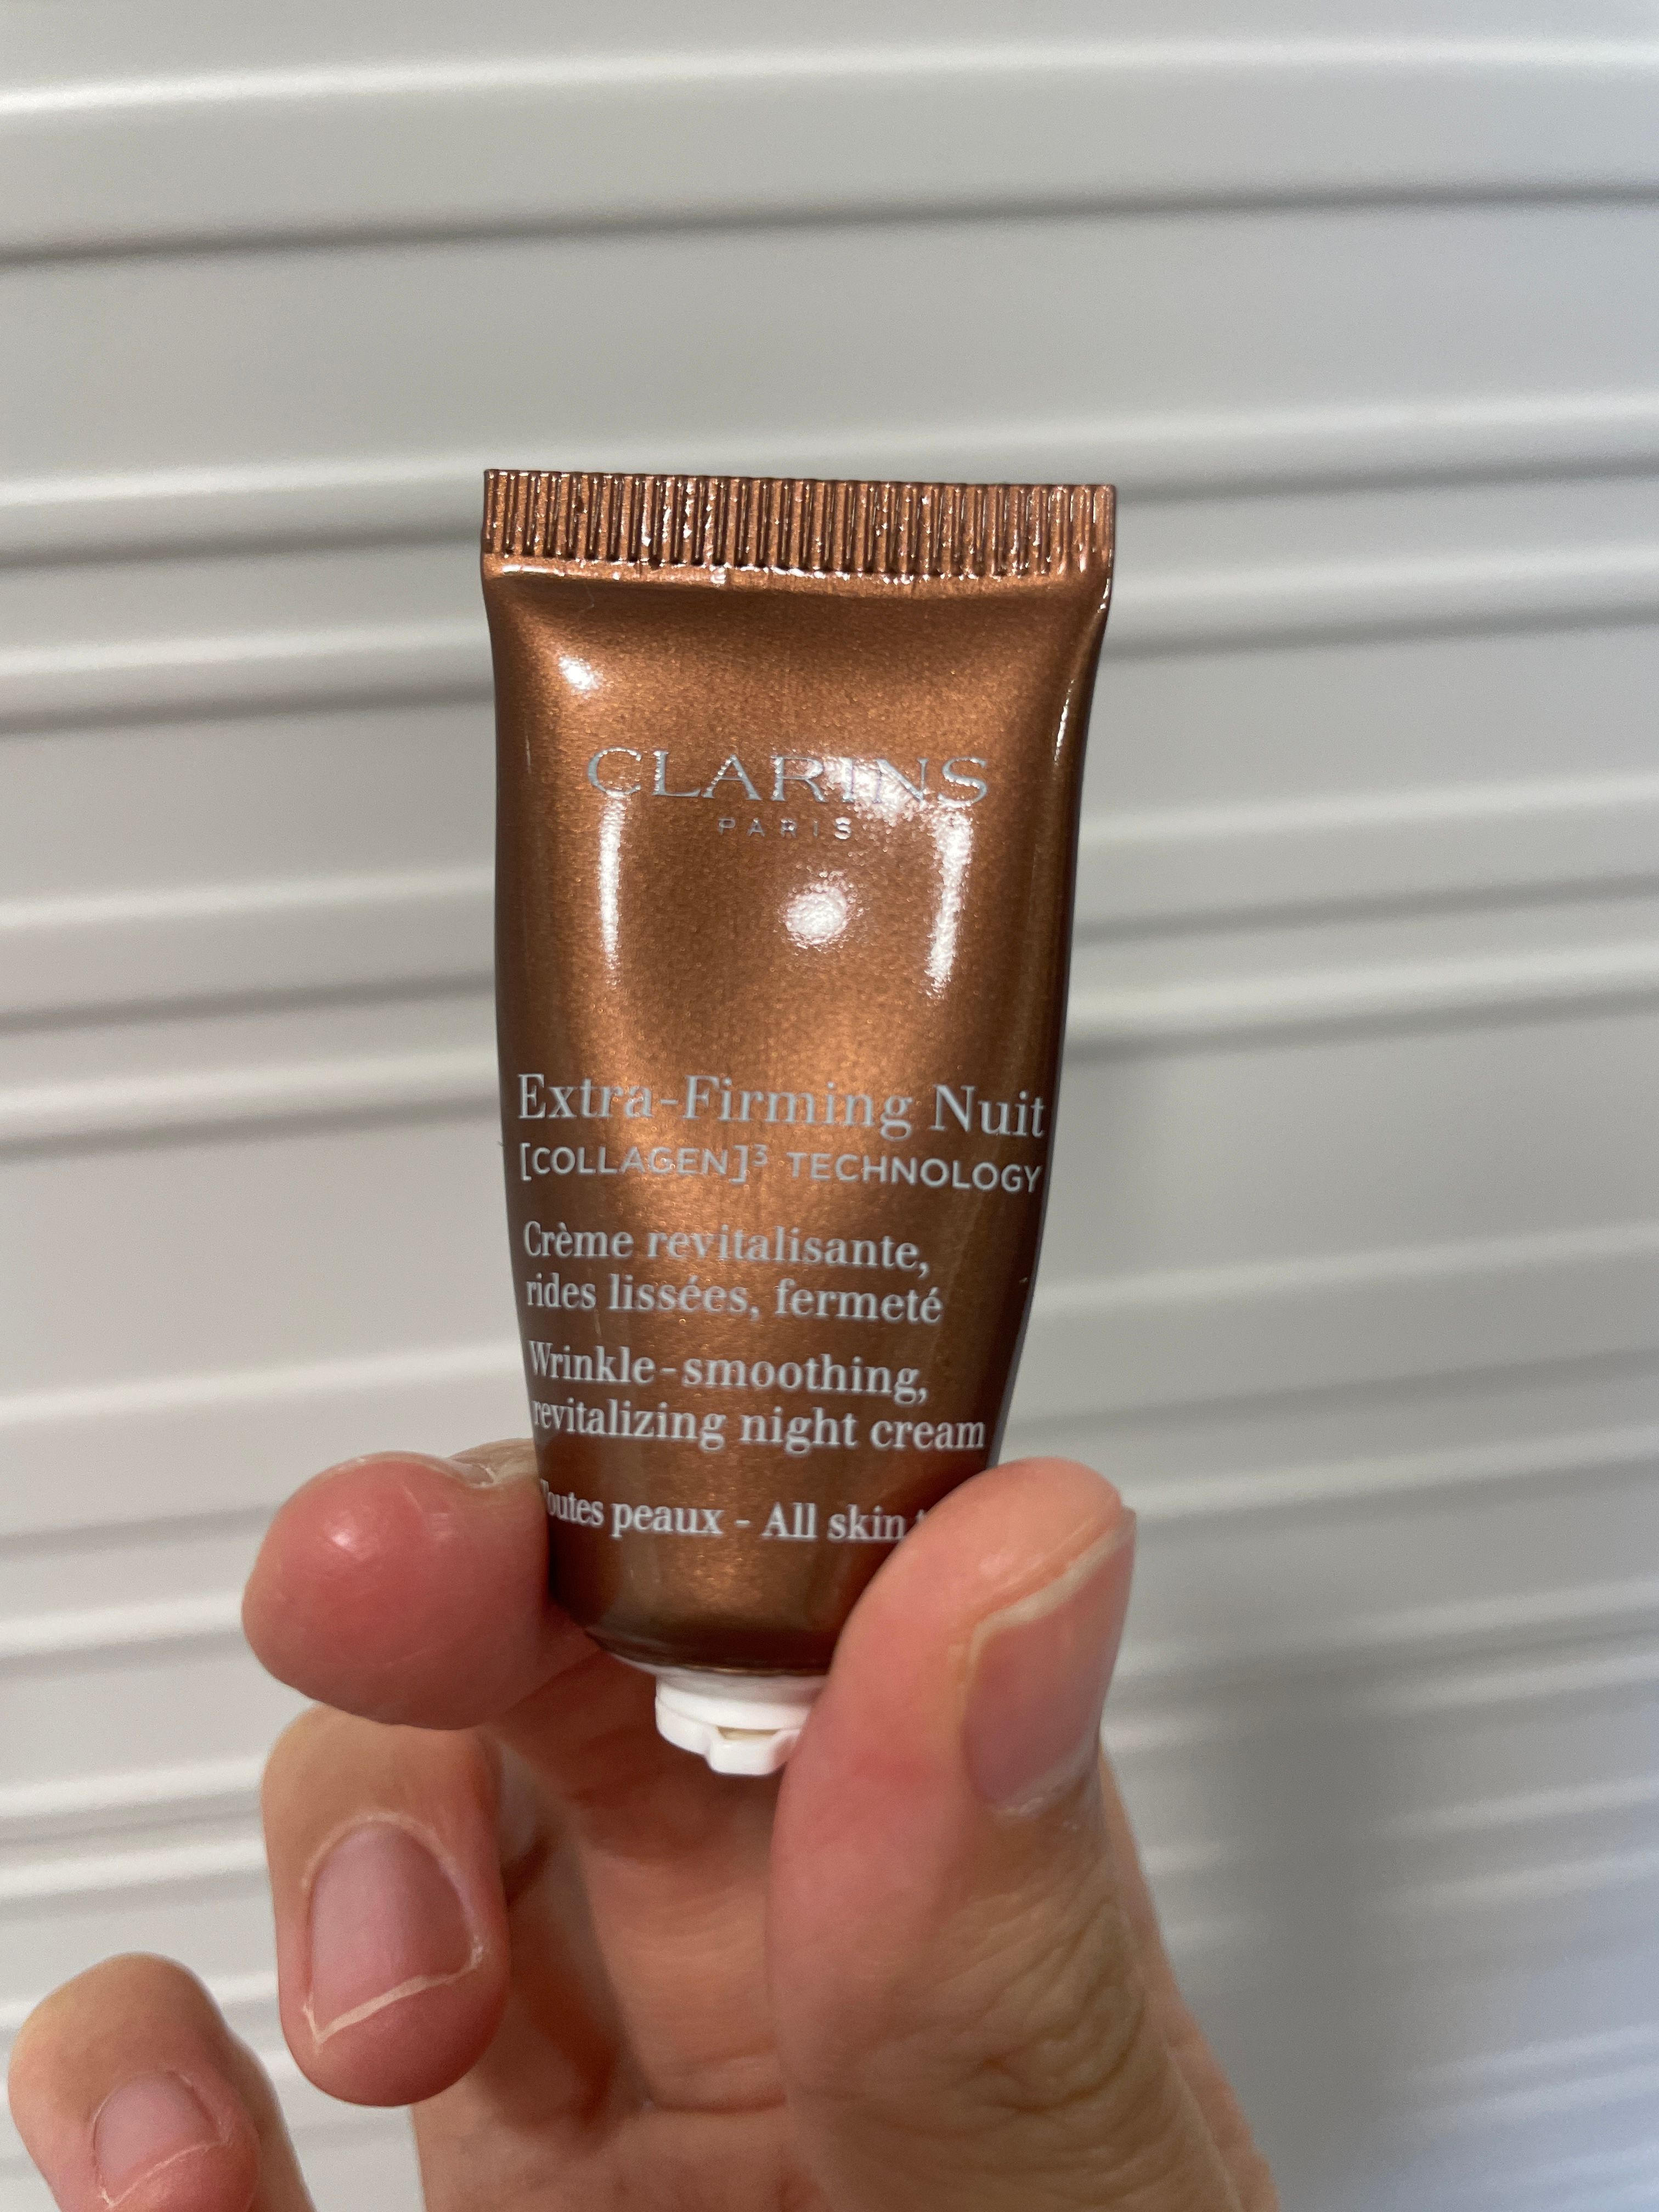 CLARINS
PARIS
Extra-Firming Nuit
[COLLAGEN]³ TECHNOLOGY
Crème revitalisante,
rides lissées, fermeté
Wrinkle-smoothing,
revitalizing night cream
Toutes peaux - All skin